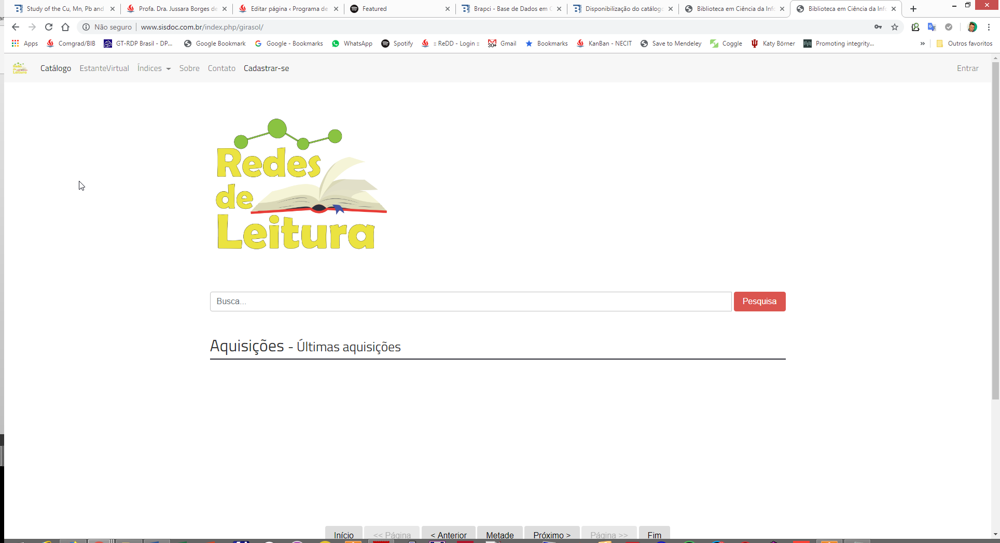 Study of the Cu, Mn, Pb and
Profa. Dra. Jussara Borges de
Editar página ‹ Programa de
Featured
Brapci - Base de Dados em C
Disponibilização do catálogo
Biblioteca em Ciência da Info
Biblioteca em Ciência da Info
Não seguro
www.sisdoc.com.br/index.php/girasol/
Apps
Comgrad/BIB
GT-RDP Brasil - DP...
Google Bookmark
Google - Bookmarks
WhatsApp
Spotify
:: ReDD - Login ::
30+
Gmail
Bookmarks
KanBan - NECIT
Save to Mendeley
Coggle
Katy Börner
Promoting integrity...
»
Outros favoritos
Redes de Leitura
Catálogo
EstanteVirtual
Índices
Sobre
Contato
Cadastrar-se
Entrar
Redes
de
Leitura
Busca...
Pesquisa
Aquisições - Últimas aquisições
Início
<< Página
< Anterior
Metade
Próximo >
Página >>
Fim